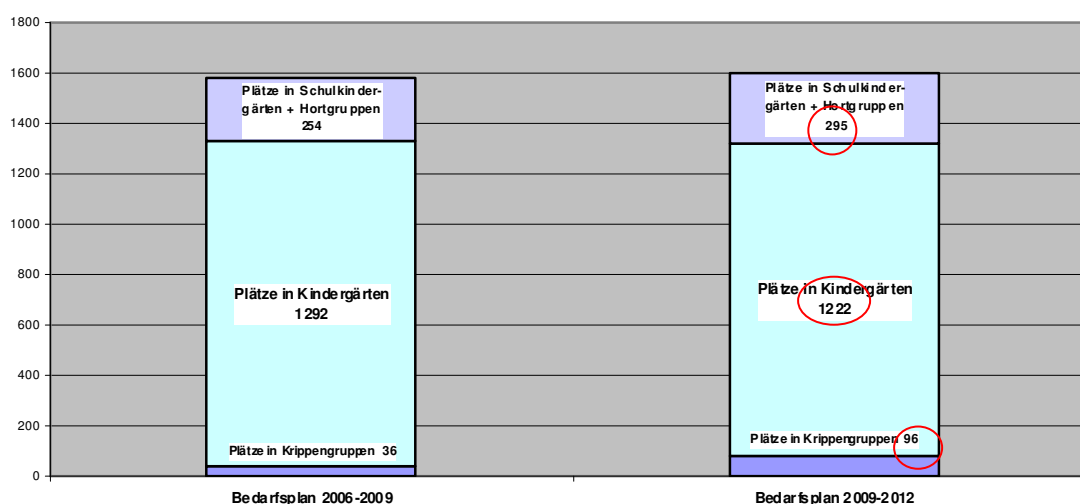 1800
1600
1400
1200
1000
800
600
400
200
0
Plätze in Schulkinder-
gärten + Hortgruppen
254
Plätze in Kindergärten
1292
Plätze in Krippengruppen 36
Bedarfsplan 2006-2009
Plätze in Schulkinder-
gärten + Hortgruppen
295
Plätze in Kindergärten
1222
Plätze in Krippengruppen 96
Bedarfsplan 2009-2012